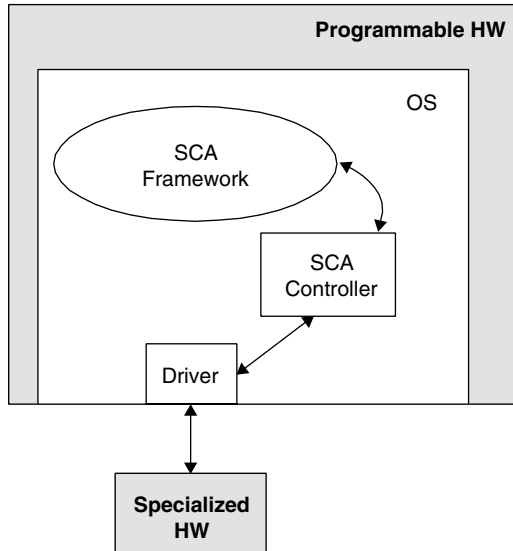 Programmable HW
OS
SCA
Framework
SCA
Controller
Driver
Specialized
HW